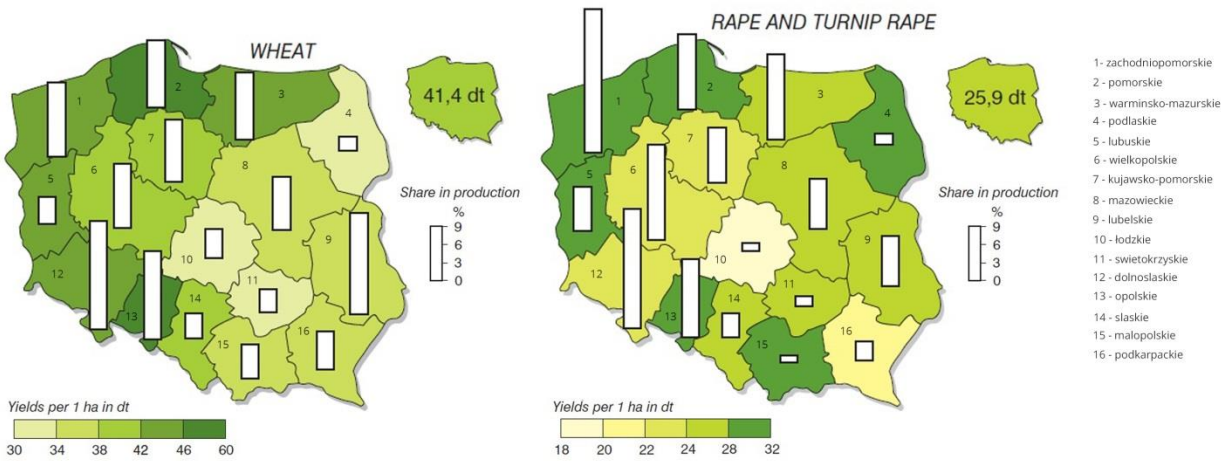 WHEAT
1
2
3
4
5
6
7
8
9
10
11
12
13
14
15
16
41,4 dt
Share in production
%
9
6
3
0
Yields per 1 ha in dt
30 34 38 42 46 60
RAPE AND TURNIP RAPE
1
2
3
4
5
6
7
8
9
10
11
12
13
14
15
16
25,9 dt
Share in production
%
9
6
3
0
Yields per 1 ha in dt
18 20 22 24 28 32
1- zachodniopomorskie
2 - pomorskie
3 - warminsko-mazurskie
4 - podlaskie
5 - lubuskie
6 - wielkopolskie
7 - kujawsko-pomorskie
8 - mazowieckie
9 - lubelskie
10 - łodzkie
11 - swietokrzyskie
12 - dolnoslaskie
13 - opolskie
14 - slaskie
15 - malopolskie
16 - podkarpackie